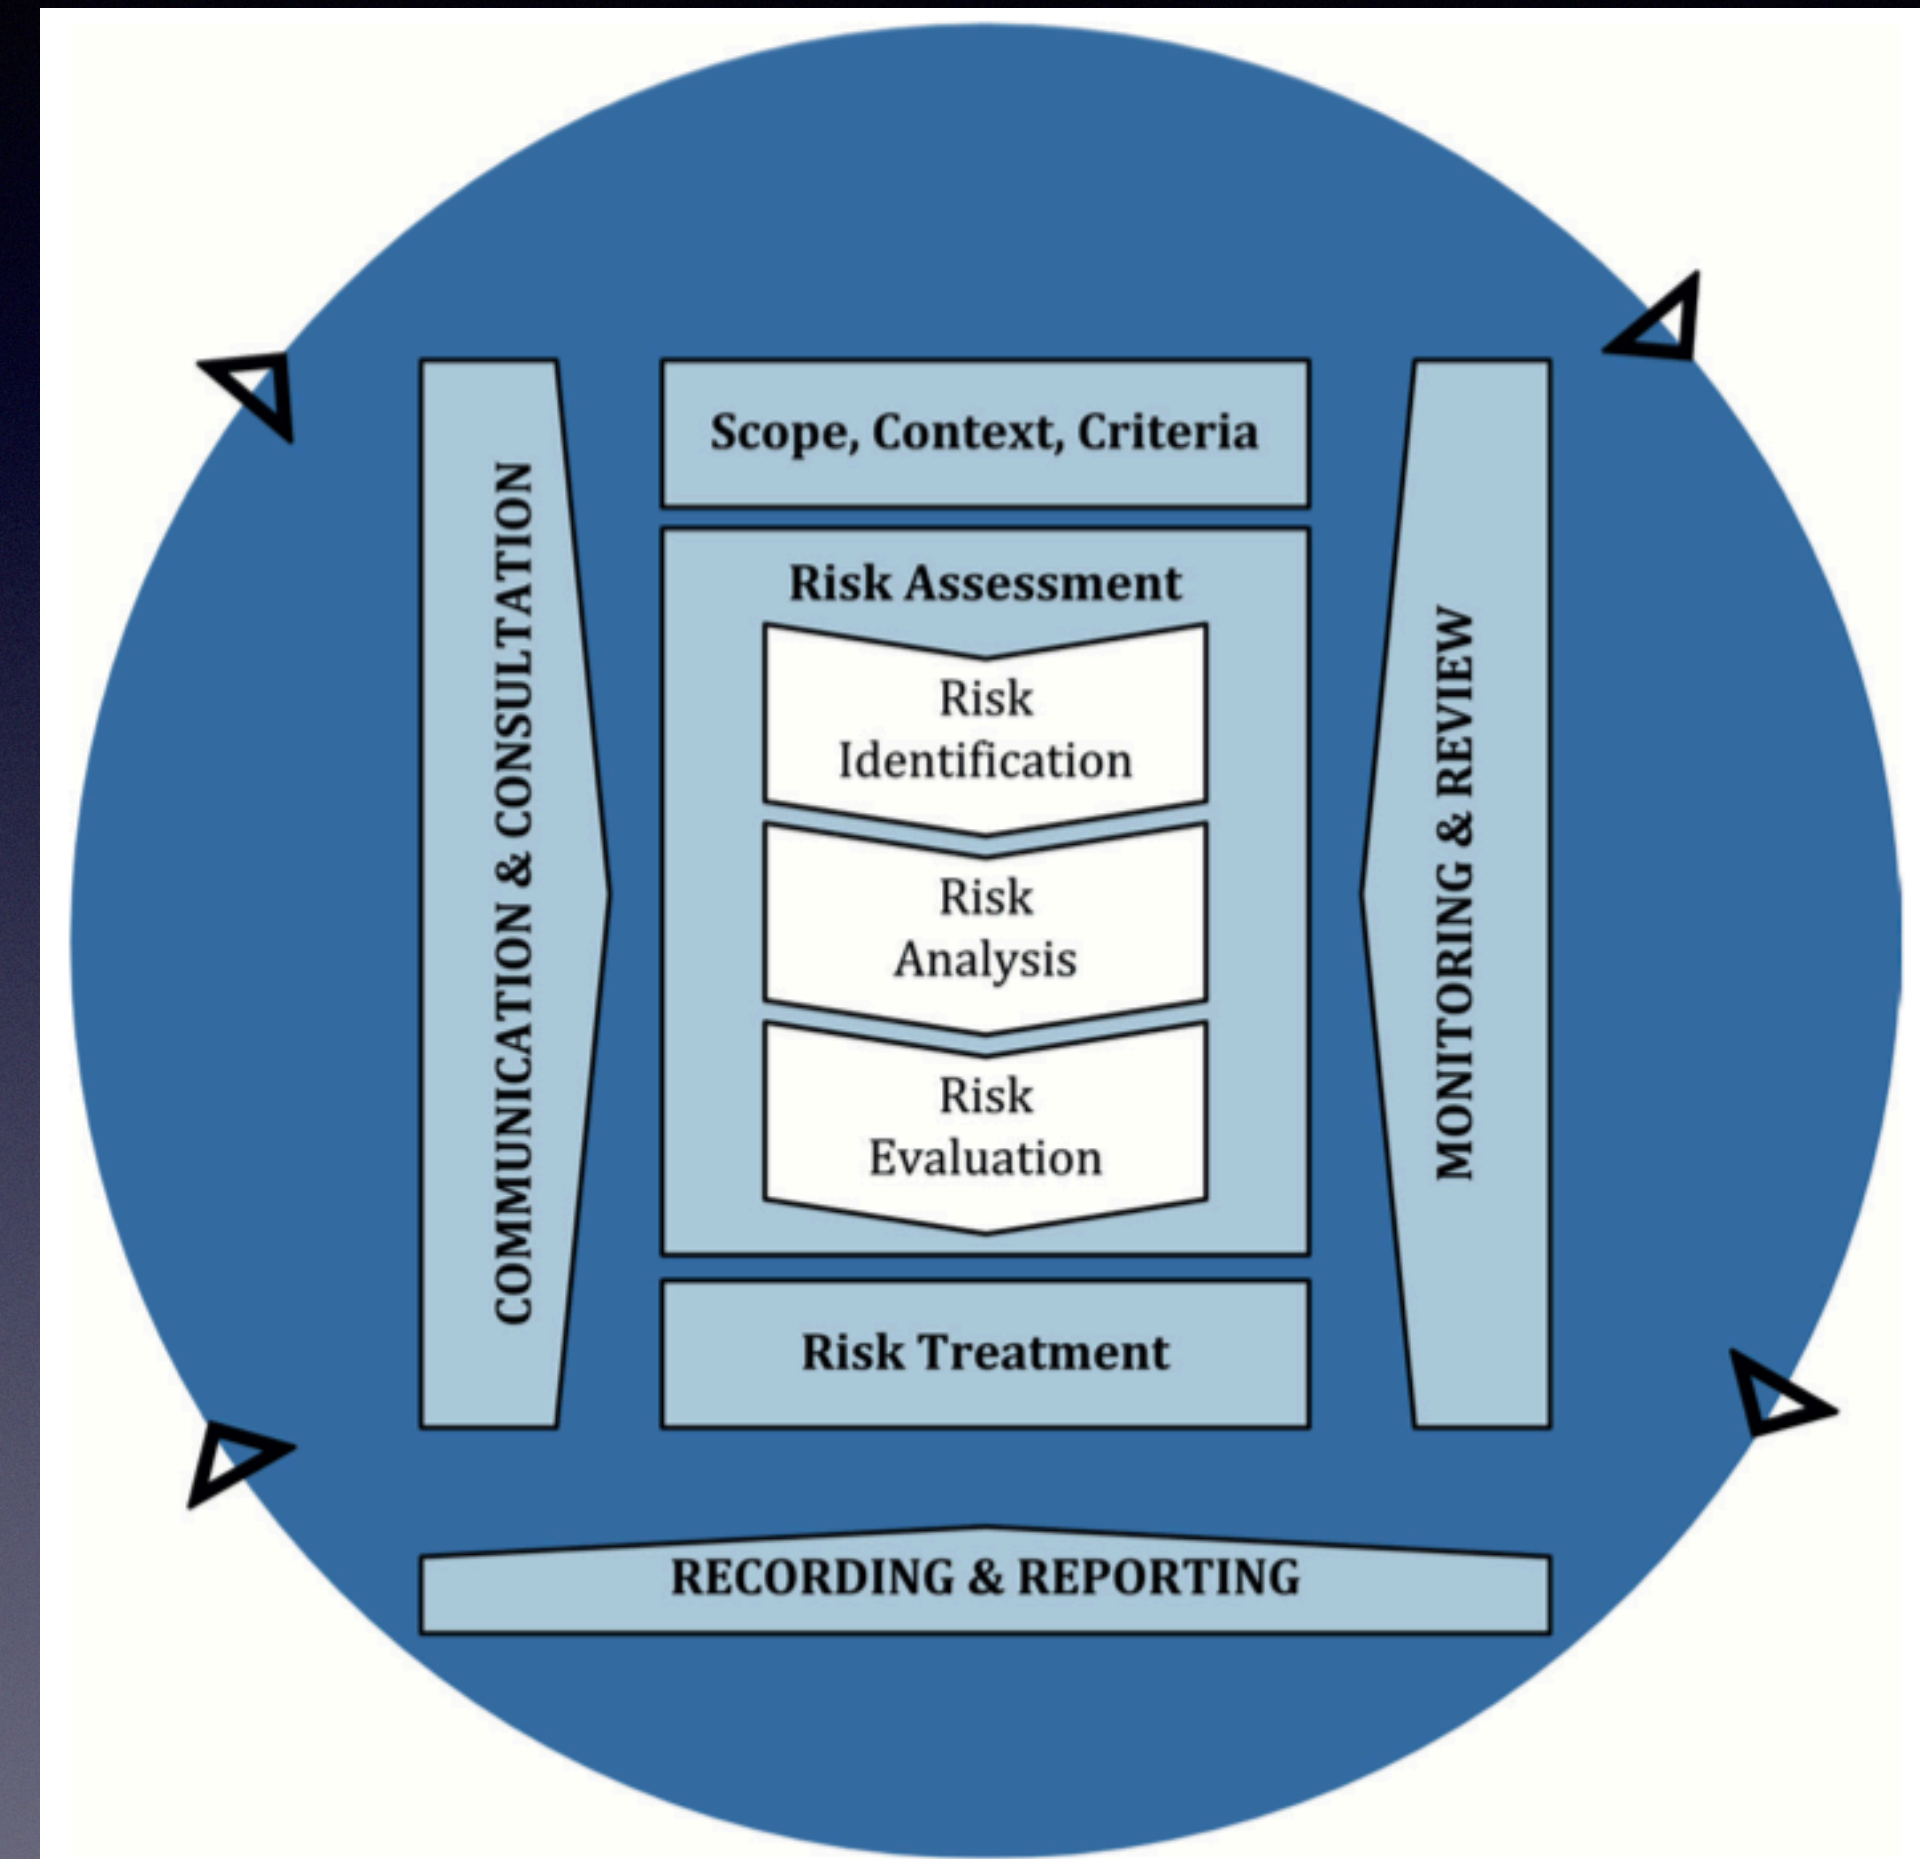 Scope, Context, Criteria
COMMUNICATION & CONSULTATION
Risk Assessment
Risk
Identification
Risk
Analysis
Risk
Evaluation
MONITORING & REVIEW
Risk Treatment
RECORDING & REPORTING